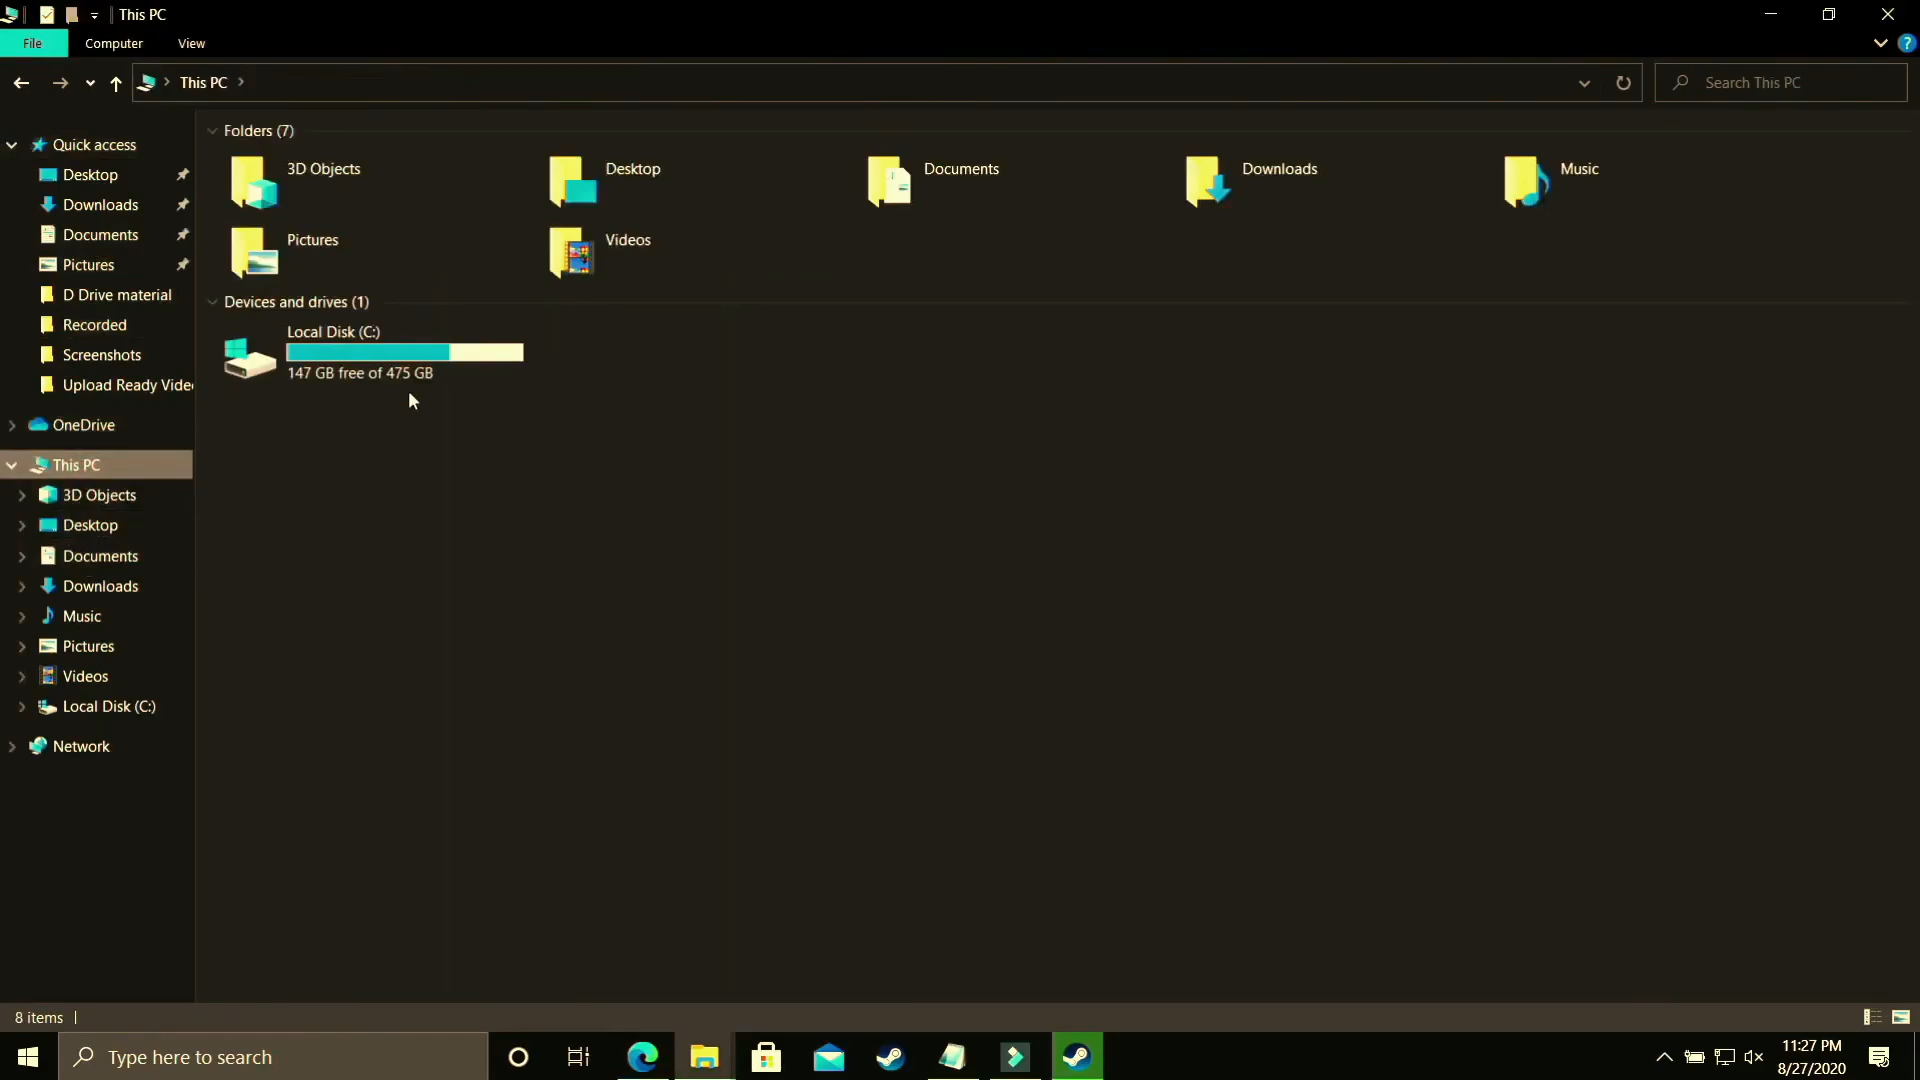 This PC
File Computer View
This PC
Search This PC
Quick access
Desktop
Downloads
Documents
Pictures
D Drive material
Recorded
Screenshots
Upload Ready Vide
OneDrive
This PC
3D Objects
Desktop
Documents
Downloads
Music
Pictures
Videos
Local Disk (C:)
Network
Folders (7)
3D Objects
Desktop
Documents
Downloads
Music
Pictures
Videos
Devices and drives (1)
Local Disk (C:)
147 GB free of 475 GB
8 items
Type here to search
11:27 PM
8/27/2020